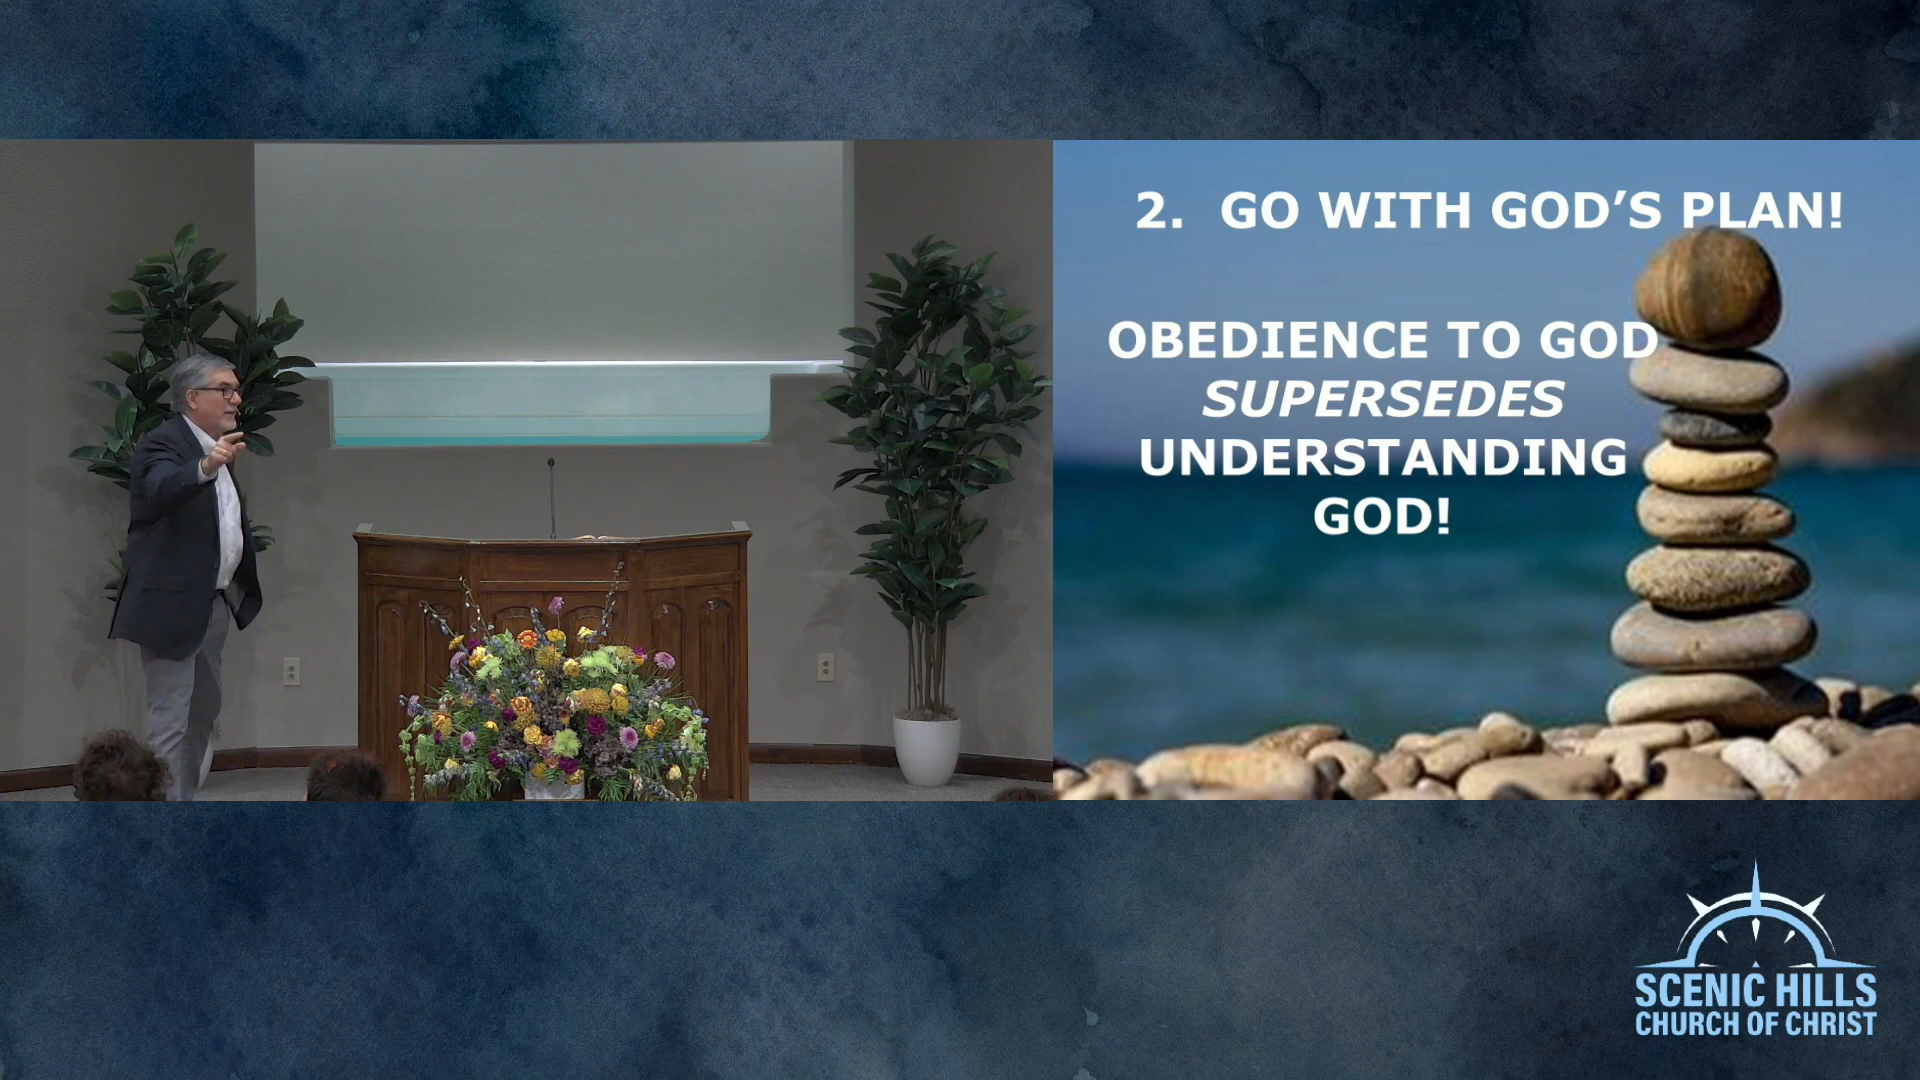 2. GO WITH GOD'S PLAN!
OBEDIENCE TO GOD
SUPERSEDES
UNDERSTANDING
GOD!
SCENIC HILLS
CHURCH OF CHRIST